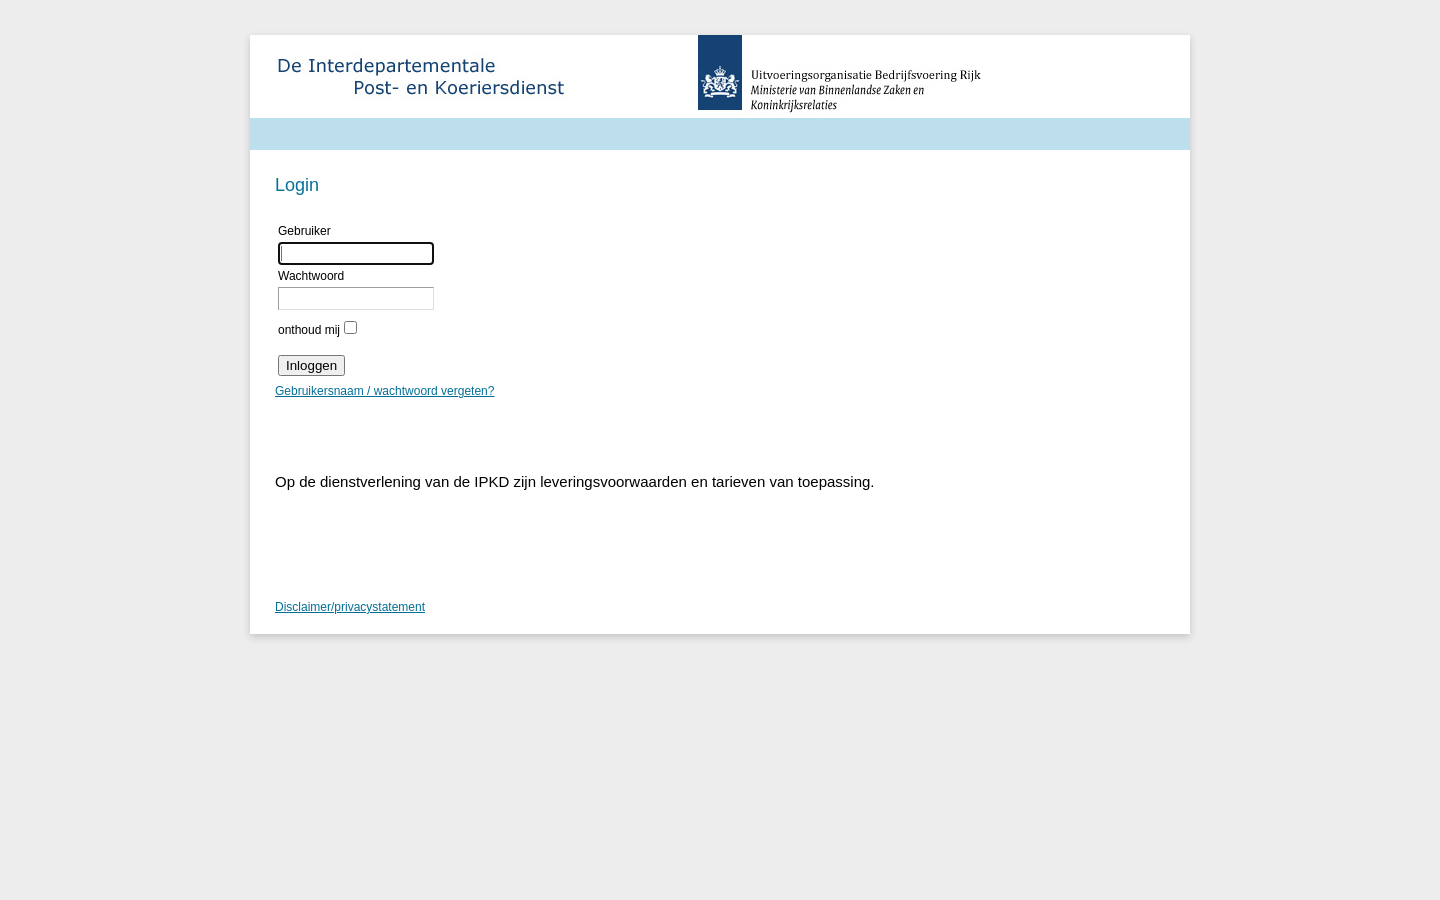 De Interdepartementale
Post- en Koeriersdienst
Uitvoeringsorganisatie Bedrijfsvoering Rijk
Ministerie van Binnenlandse Zaken en
Koninkrijksrelaties
Login
Gebruiker
Wachtwoord
onthoud mij
Inloggen
Gebruikersnaam / wachtwoord vergeten?
Op de dienstverlening van de IPKD zijn leveringsvoorwaarden en tarieven van toepassing.
Disclaimer/privacystatement